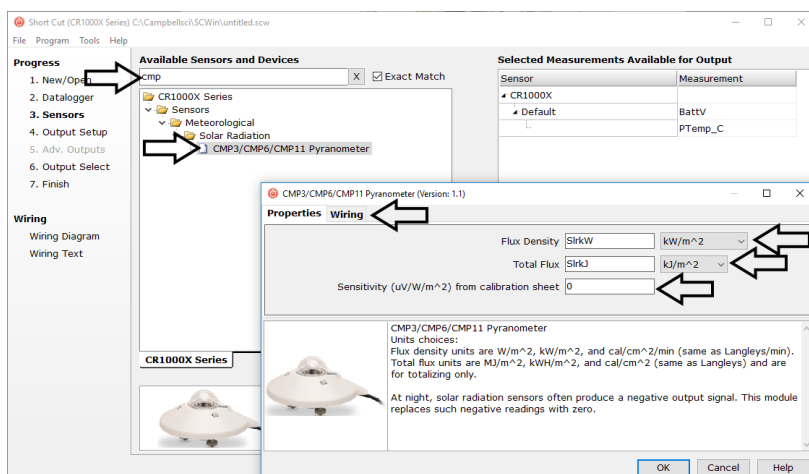 Short Cut (CR1000X Series) C:\Campbellsci\SCWin\untitled.scw
File Program Tools Help
Progress
1. New/Open
2. Datalogger
3. Sensors
4. Output Setup
5. Adv. Outputs
6. Output Select
7. Finish
Wiring
Wiring Diagram
Wiring Text
Available Sensors and Devices
cmp X Exact Match
CR1000X Series
Sensors
Meteorological
Solar Radiation
CMP3/CMP6/CMP11 Pyranometer
CR1000X Series
Selected Measurements Available for Output
Sensor Measurement
CR1000X
Default BattV
PTemp_C
CMP3/CMP6/CMP11 Pyranometer (Version: 1.1)
Properties Wiring
Flux Density SlrkW kW/m^2
Total Flux SlrkJ kJ/m^2
Sensitivity (uV/W/m^2) from calibration sheet 0
CMP3/CMP6/CMP11 Pyranometer
Units choices:
Flux density units are W/m^2, kW/m^2, and cal/cm^2/min (same as Langleys/min).
Total flux units are MJ/m^2, kWH/m^2, and cal/cm^2 (same as Langleys) and are
for totalizing only.
At night, solar radiation sensors often produce a negative output signal. This module
replaces such negative readings with zero.
OK Cancel Help